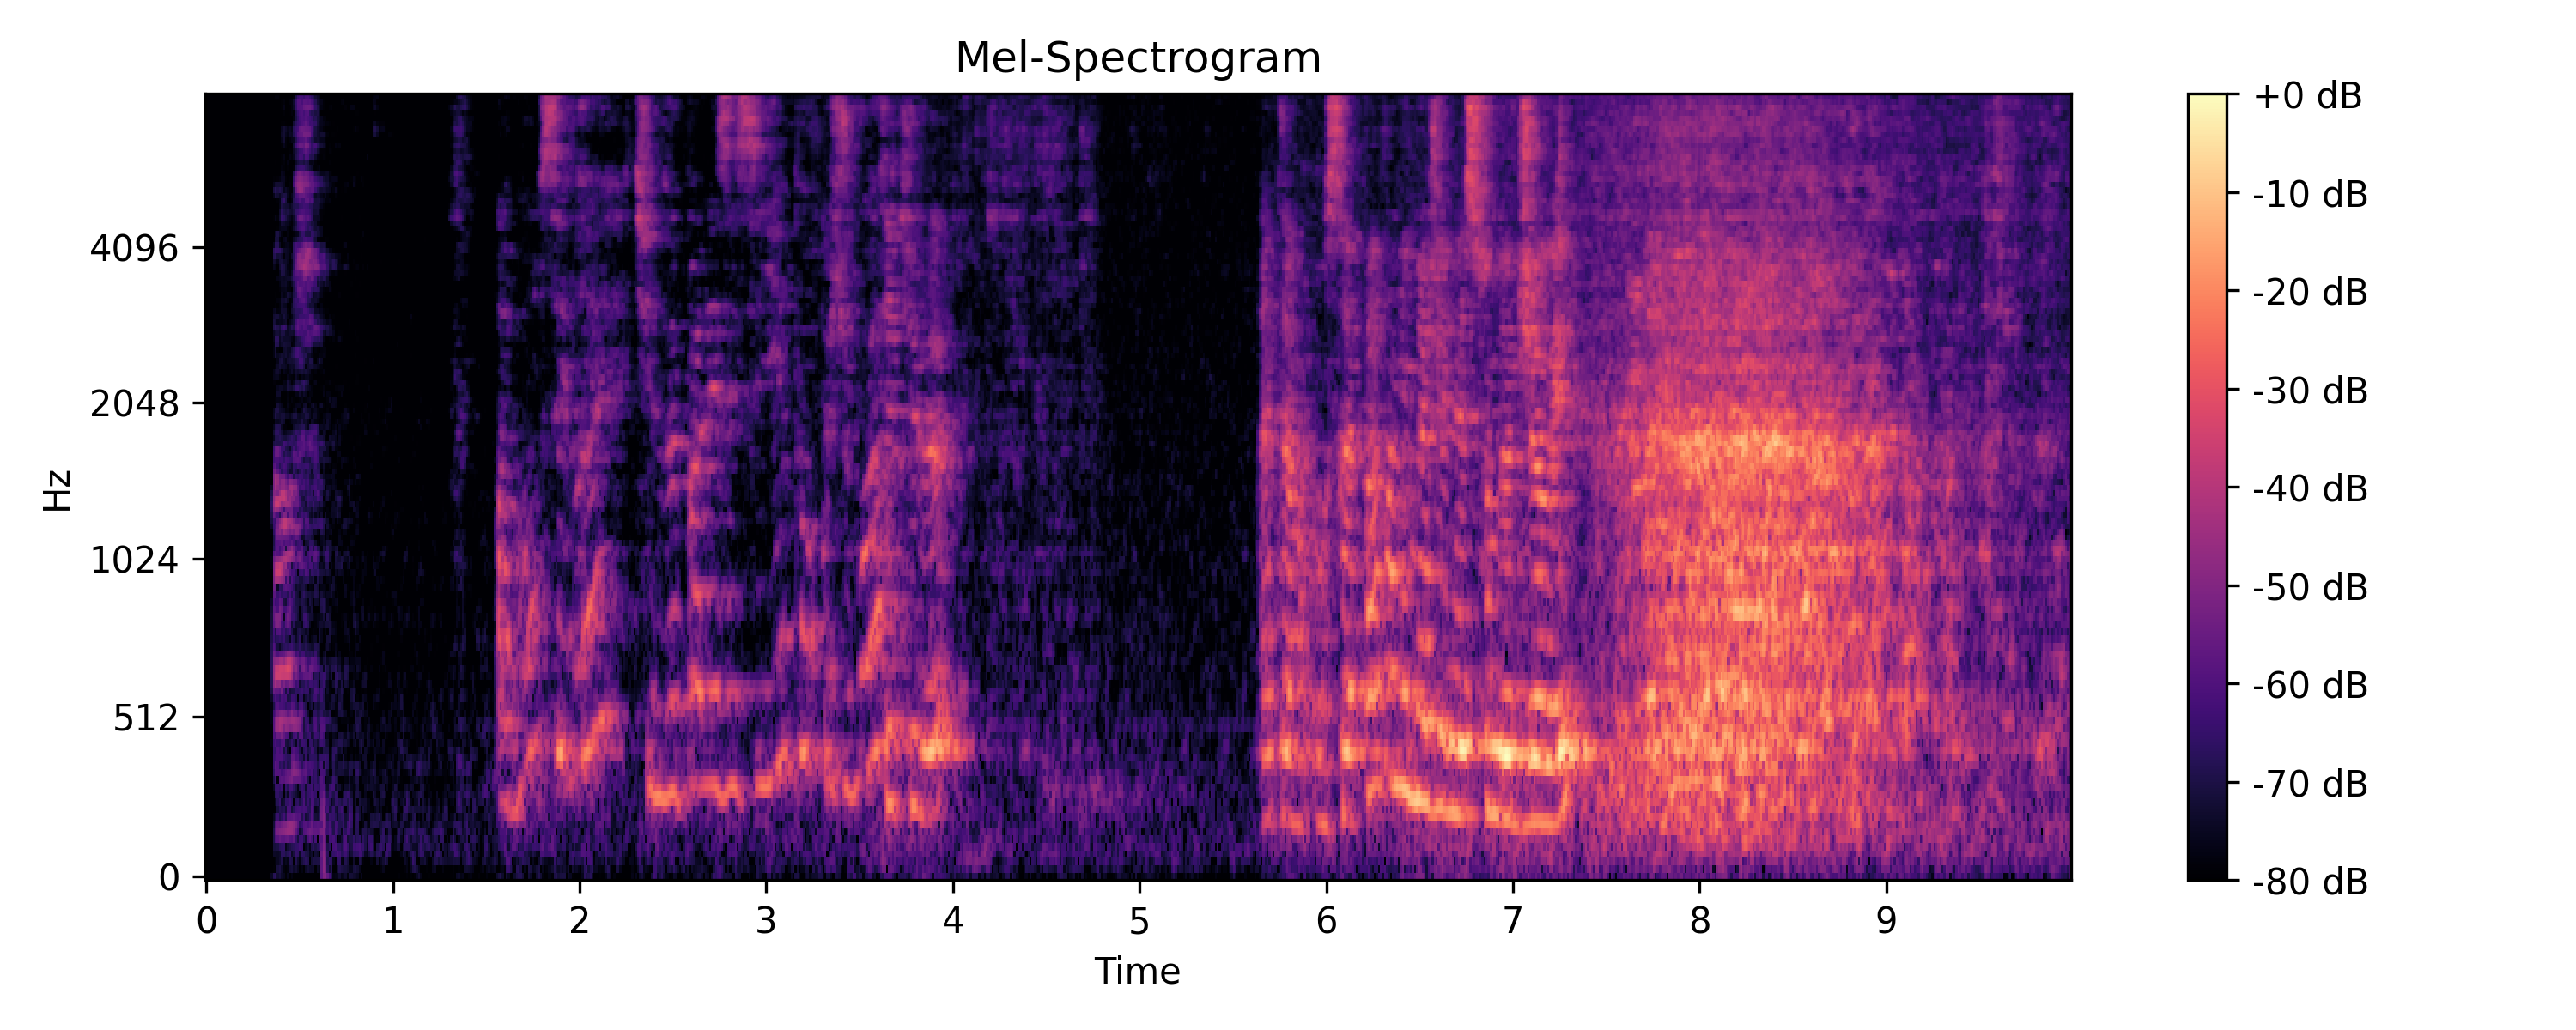 Mel-Spectrogram
+0 dB
-10 dB
-20 dB
-30 dB
-40 dB
-50 dB
-60 dB
-70 dB
-80 dB
4096
2048
1024
512
0
Hz
0 1 2 3 4 5 6 7 8 9
Time